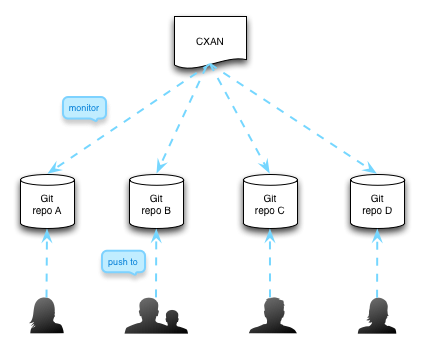 CXAN
monitor
Git
repo A
Git
repo B
Git
repo C
Git
repo D
push to